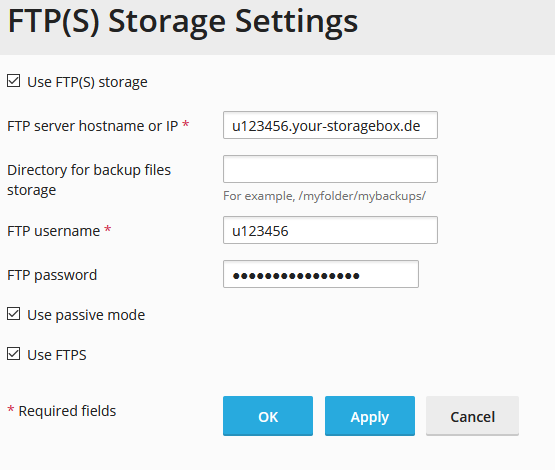 FTP(S) Storage Settings
Use FTP(S) storage
FTP server hostname or IP * u123456.your-storagebox.de
Directory for backup files
storage
For example, /myfolder/mybackups/
FTP username * u123456
FTP password ●●●●●●●●●●●●●●●●
Use passive mode
Use FTPS
* Required fields OK Apply Cancel